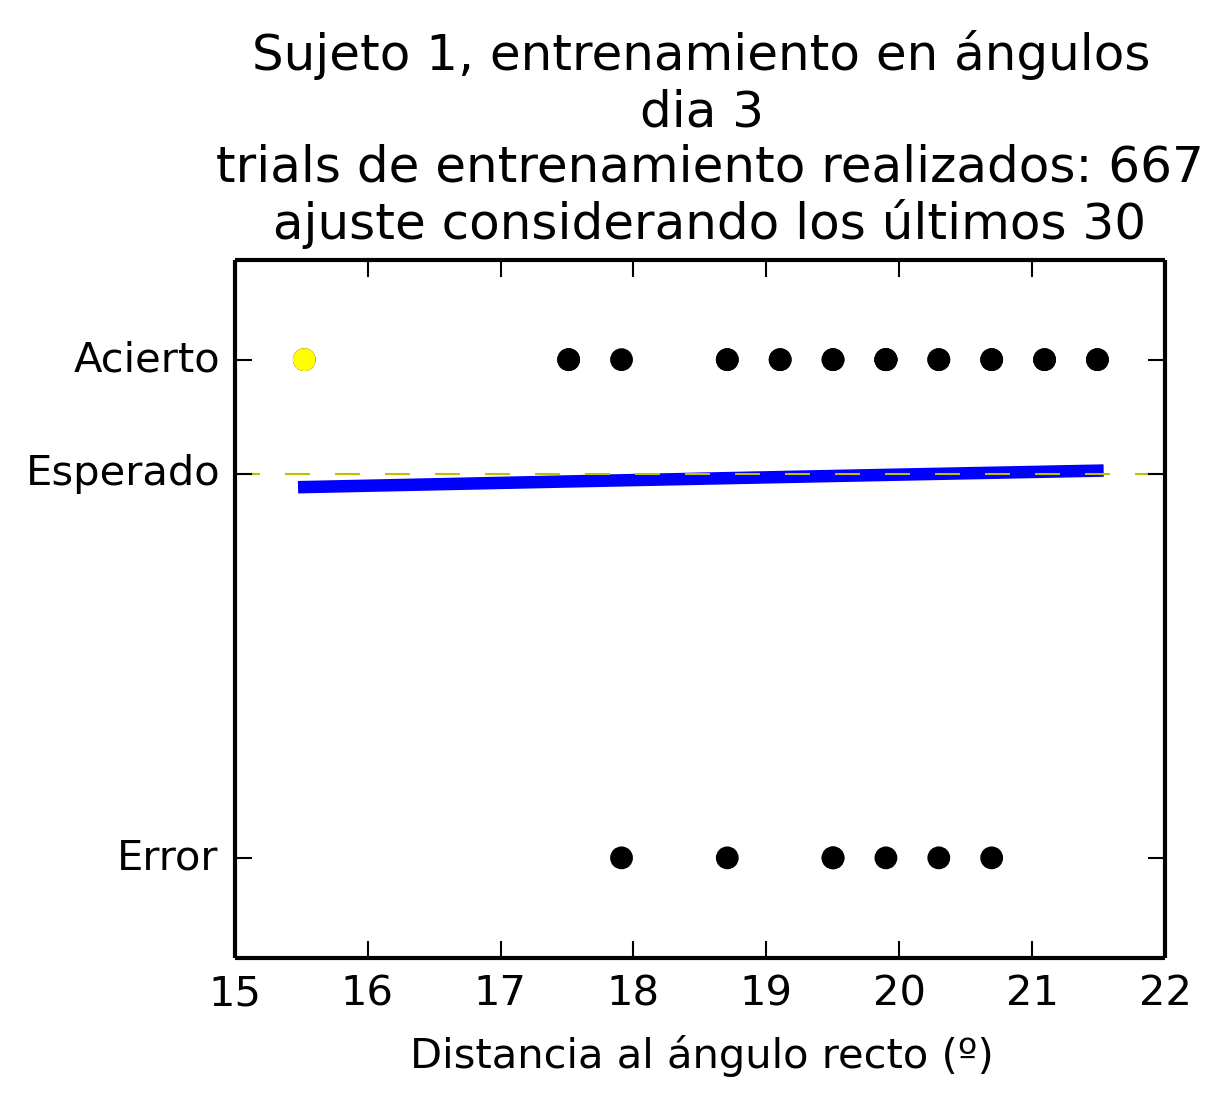 Sujeto 1, entrenamiento en ángulos
dia 3
trials de entrenamiento realizados: 667
ajuste considerando los últimos 30
Acierto
Esperado
Error
15 16 17 18 19 20 21 22
Distancia al ángulo recto (º)